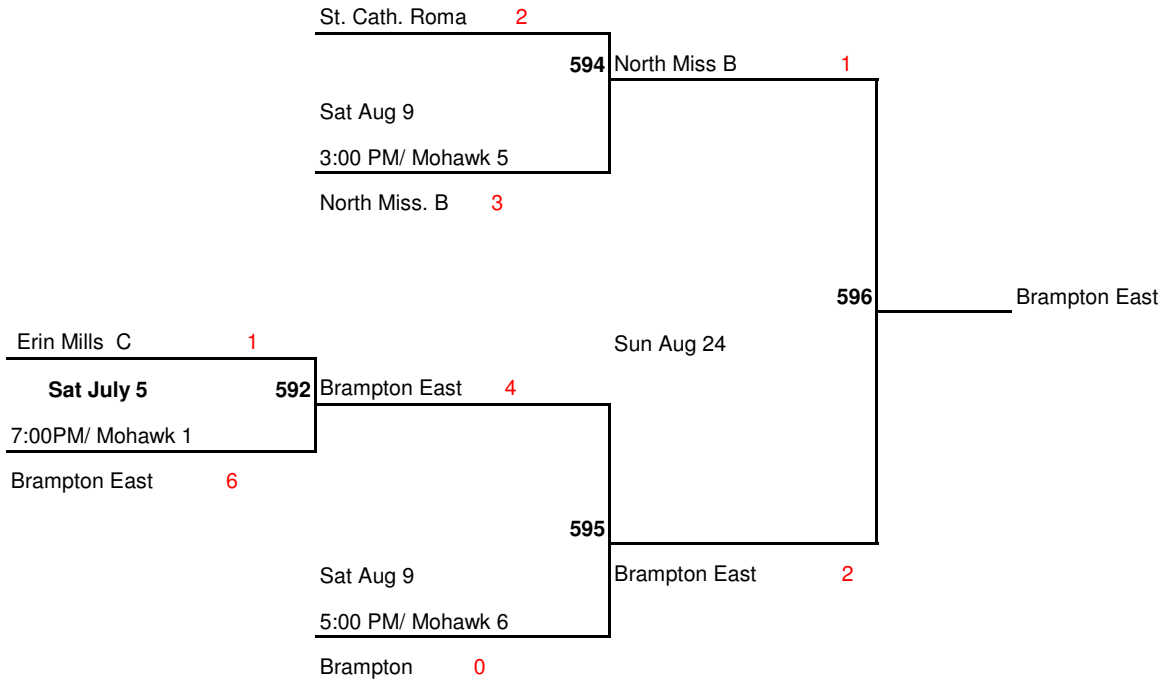 St. Cath. Roma 2
594 North Miss B 1
Sat Aug 9
3:00 PM/ Mohawk 5
North Miss. B 3
596 Brampton East
Erin Mills C 1
Sun Aug 24
Sat July 5 592 Brampton East 4
7:00PM/ Mohawk 1
Brampton East 6
595
Sat Aug 9
Brampton East 2
5:00 PM/ Mohawk 6
Brampton 0